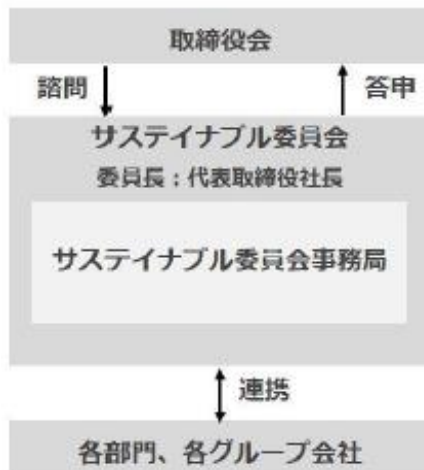 取締役会
諮問
答申
サステイナブル委員会
委員長：代表取締役社長
サステイナブル委員会事務局
連携
各部門、各グループ会社